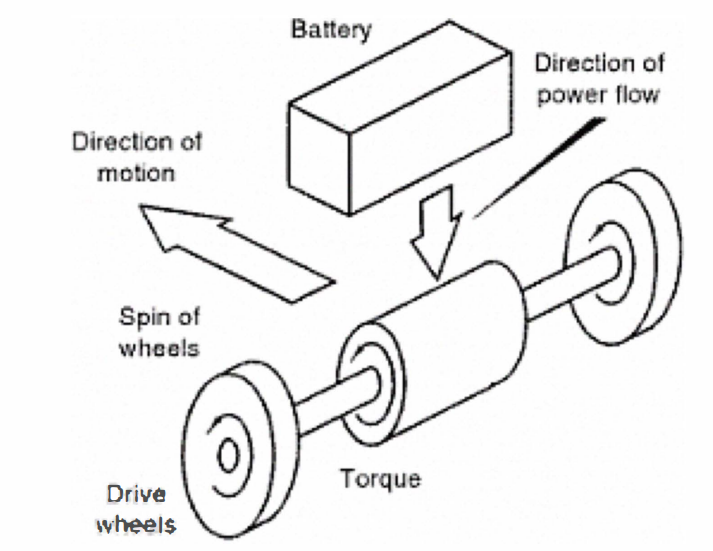 Battery
Direction of
power flow
Direction of
motion
Spin of
wheels
Torque
Drive
wheels